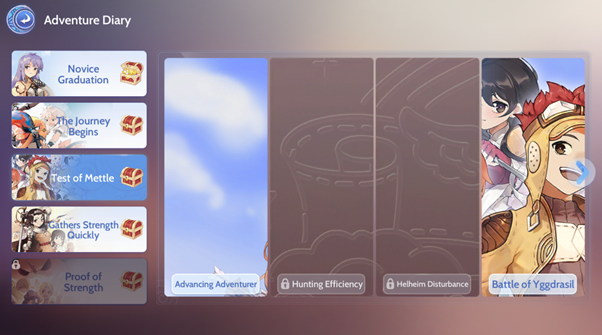 Adventure Diary
Novice
Graduation
The Journey
Begins
Test of Mettle
Gathers Strength
Quickly
Proof of
Strength
Advancing Adventurer
Hunting Efficiency
Helheim Disturbance
Battle of Yggdrasil